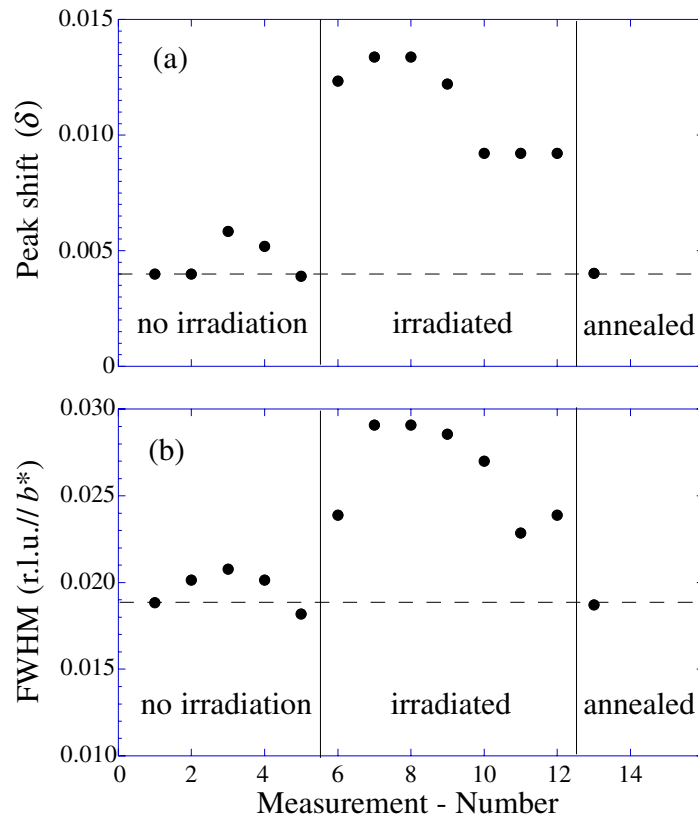 0.015
(a)
0.010
Peak shift (δ)
0.005
no irradiation irradiated annealed
0
0.030
(b)
0.025
FWHM (r.l.u.//b*)
0.020
0.015
no irradiation irradiated annealed
0.010
0 2 4 6 8 10 12 14
Measurement - Number